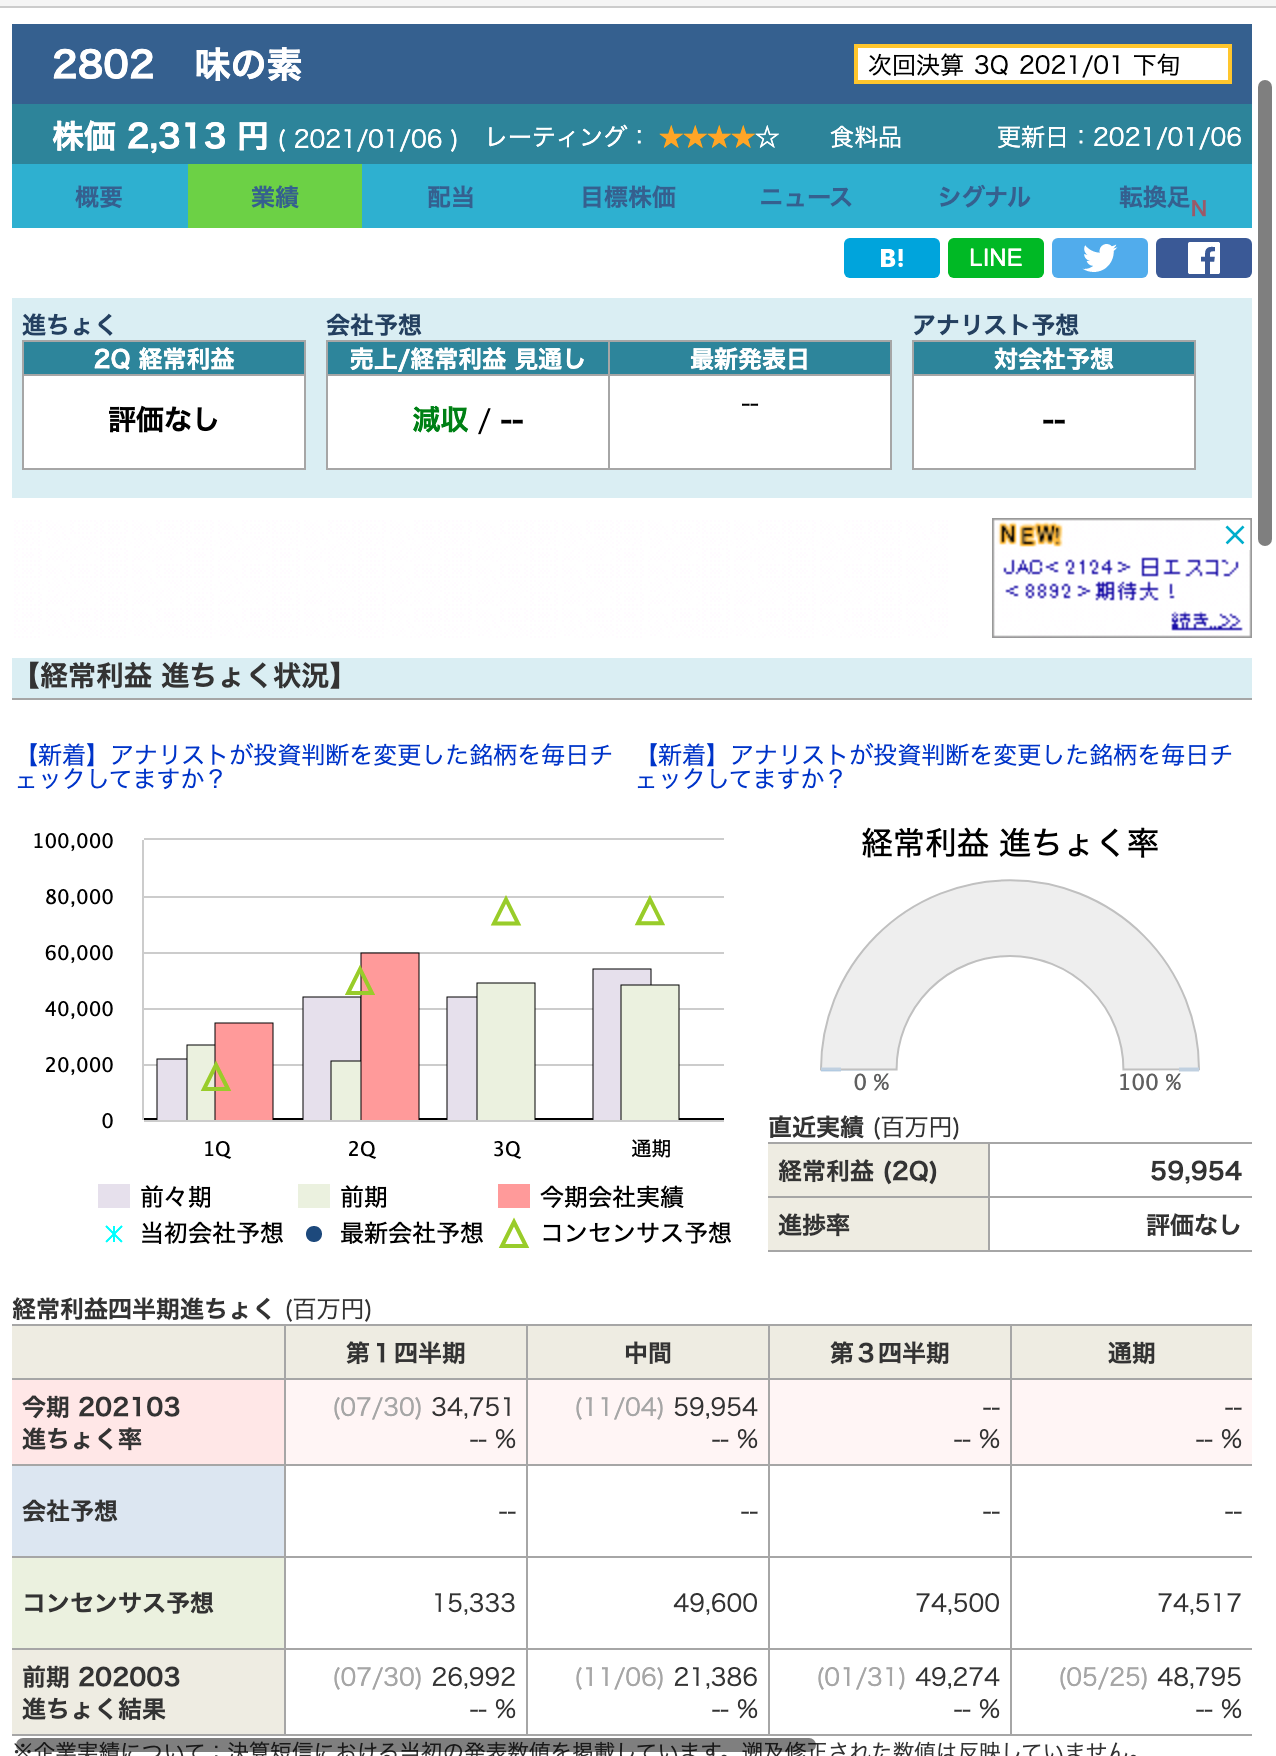 2802 味の素
次回決算 3Q 2021/01 下旬
株価 2,313 円 ( 2021/01/06 ) レーティング： ★★★★☆ 食料品 更新日：2021/01/06
概要 業績 配当 目標株価 ニュース シグナル 転換足N
B! LINE
進ちょく 会社予想 アナリスト予想
2Q 経常利益 売上/経常利益 見通し 最新発表日 対会社予想
評価なし 減収 / -- -- --
NEW!
JAC<2124> 日エスコン
<8892>期待大！
続き..>>
【経常利益 進ちょく状況】
【新着】アナリストが投資判断を変更した銘柄を毎日チ
ェックしてますか？
【新着】アナリストが投資判断を変更した銘柄を毎日チ
ェックしてますか？
100,000
80,000
60,000
40,000
20,000
0
1Q 2Q 3Q 通期
前々期 前期 今期会社実績
当初会社予想 最新会社予想 コンセンサス予想
経常利益 進ちょく率
0 % 100 %
直近実績 (百万円)
経常利益 (2Q) 59,954
進捗率 評価なし
経常利益四半期進ちょく (百万円)
第１四半期 中間 第３四半期 通期
今期 202103 (07/30) 34,751 (11/04) 59,954 -- --
進ちょく率 -- % -- % -- % -- %
会社予想 -- -- -- --
コンセンサス予想 15,333 49,600 74,500 74,517
前期 202003 (07/30) 26,992 (11/06) 21,386 (01/31) 49,274 (05/25) 48,795
進ちょく結果 -- % -- % -- % -- %
※企業実績について：決算短信における当初の発表数値を掲載しています。遡及修正された数値は反映していません。